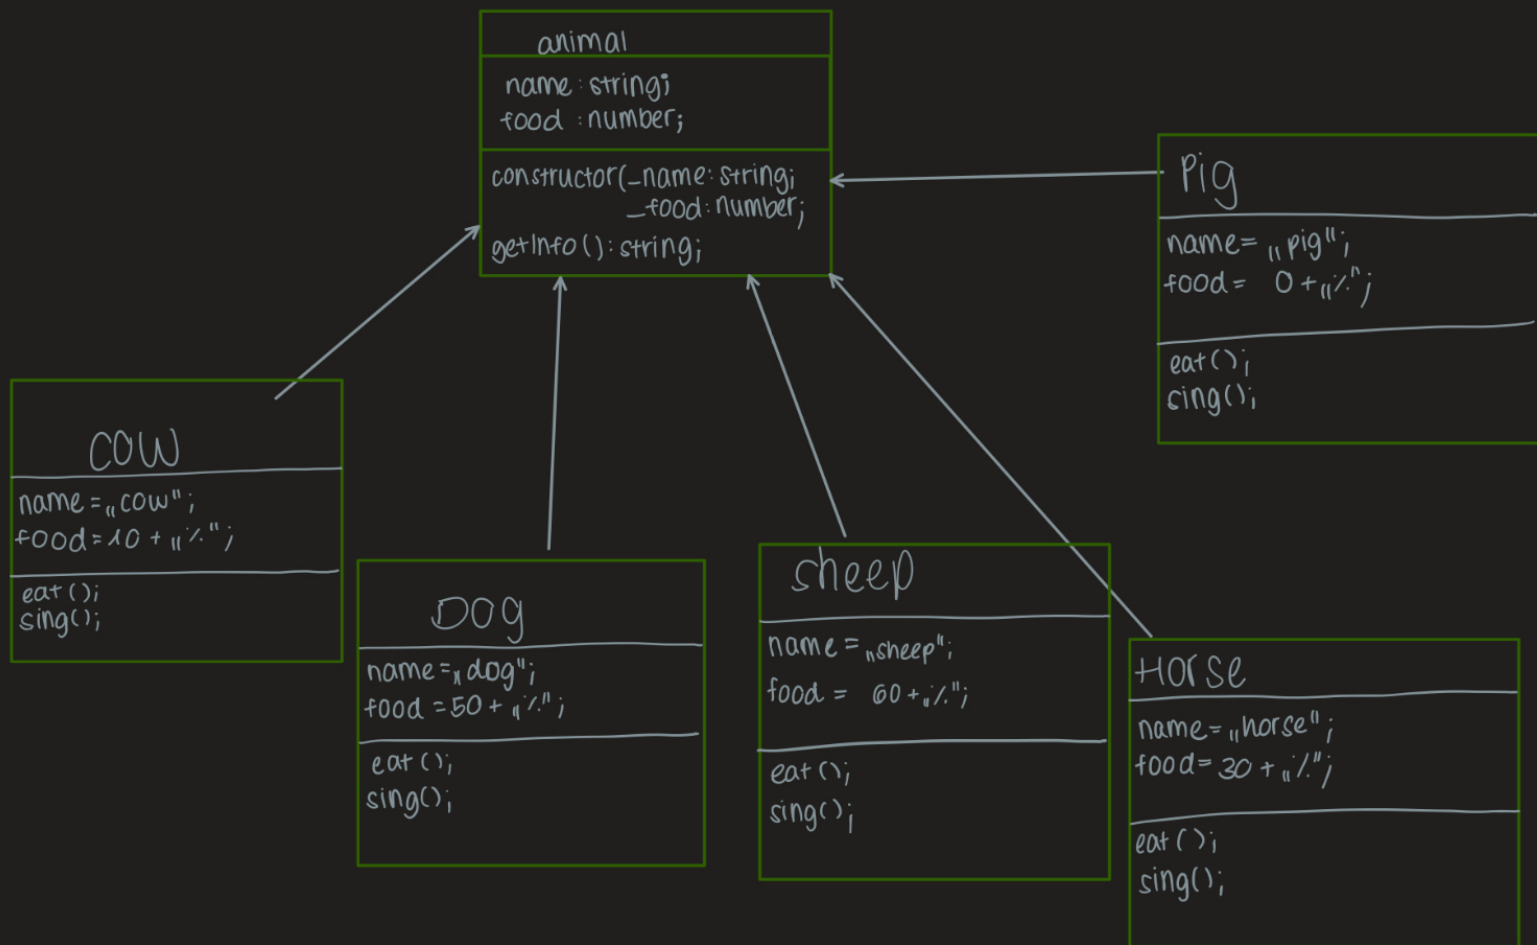 animal
name: string;
food: number;
constructor(_name: string;
_food: number;
getInfo(): string;
Pig
name= „pig";
food= 0+„%";
eat();
sing();
cow
name=„cow";
food=10+„%";
eat();
sing();
DOG
name=„dog";
food=50+„%";
eat();
sing();
sheep
name=„sheep";
food= 60+„%";
eat();
sing();
Horse
name=„horse";
food=30+„%";
eat();
sing();